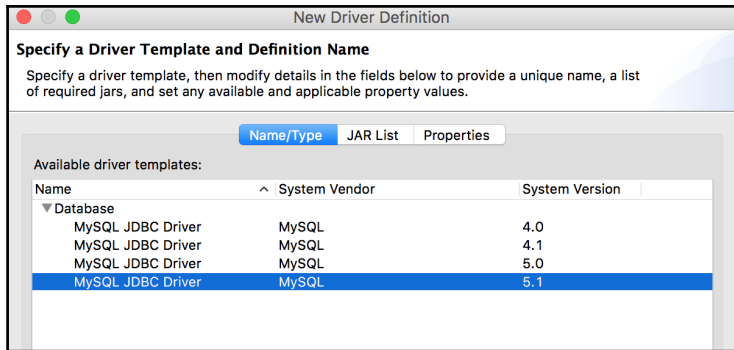 New Driver Definition
Specify a Driver Template and Definition Name
Specify a driver template, then modify details in the fields below to provide a unique name, a list
of required jars, and set any available and applicable property values.
Name/Type JAR List Properties
Available driver templates:
Name System Vendor System Version
Database
MySQL JDBC Driver MySQL 4.0
MySQL JDBC Driver MySQL 4.1
MySQL JDBC Driver MySQL 5.0
MySQL JDBC Driver MySQL 5.1